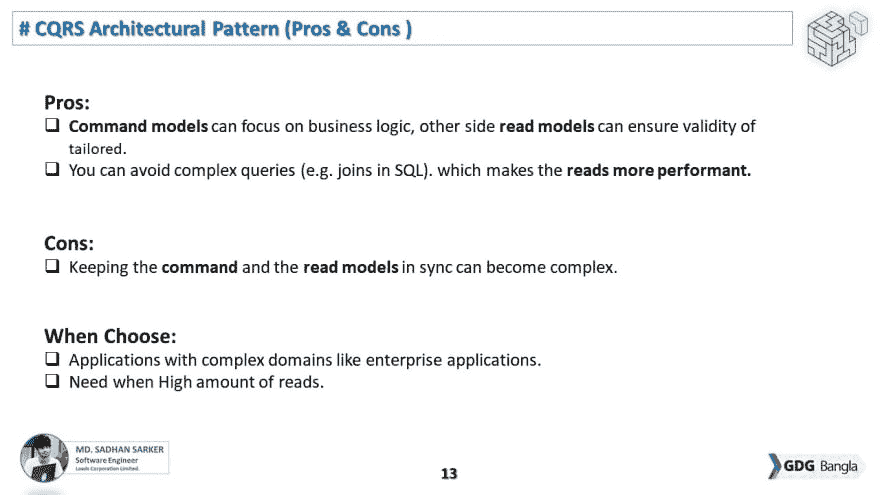 # CQRS Architectural Pattern (Pros & Cons )
Pros:
❑ Command models can focus on business logic, other side read models can ensure validity of
tailored.
❑ You can avoid complex queries (e.g. joins in SQL). which makes the reads more performant.
Cons:
❑ Keeping the command and the read models in sync can become complex.
When Choose:
❑ Applications with complex domains like enterprise applications.
❑ Need when High amount of reads.
MD. SADHAN SARKER
Software Engineer
Leads Corporation Limited.
13
GDG Bangla